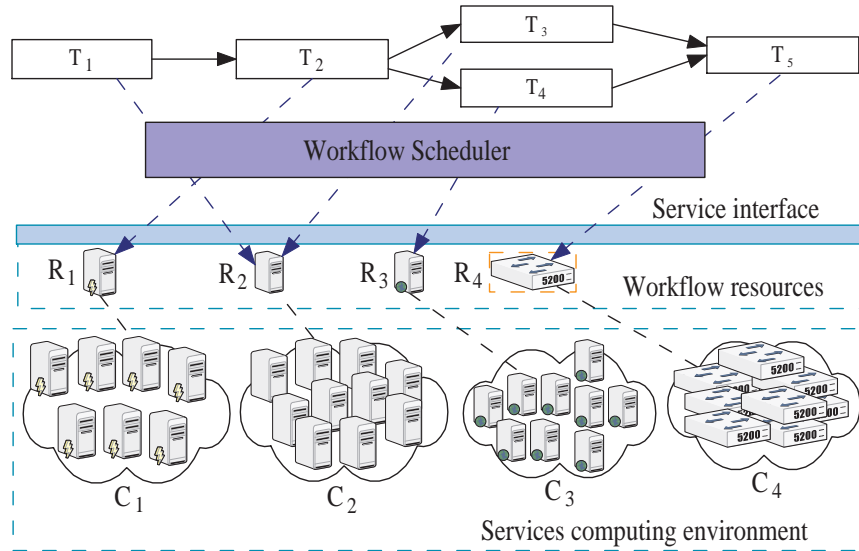 T1 T2 T3 T4 T5
Workflow Scheduler
Service interface
R1 R2 R3 R4
5200
Workflow resources
5200
5200
5200
5200
5200
C1 C2 C3 C4
Services computing environment